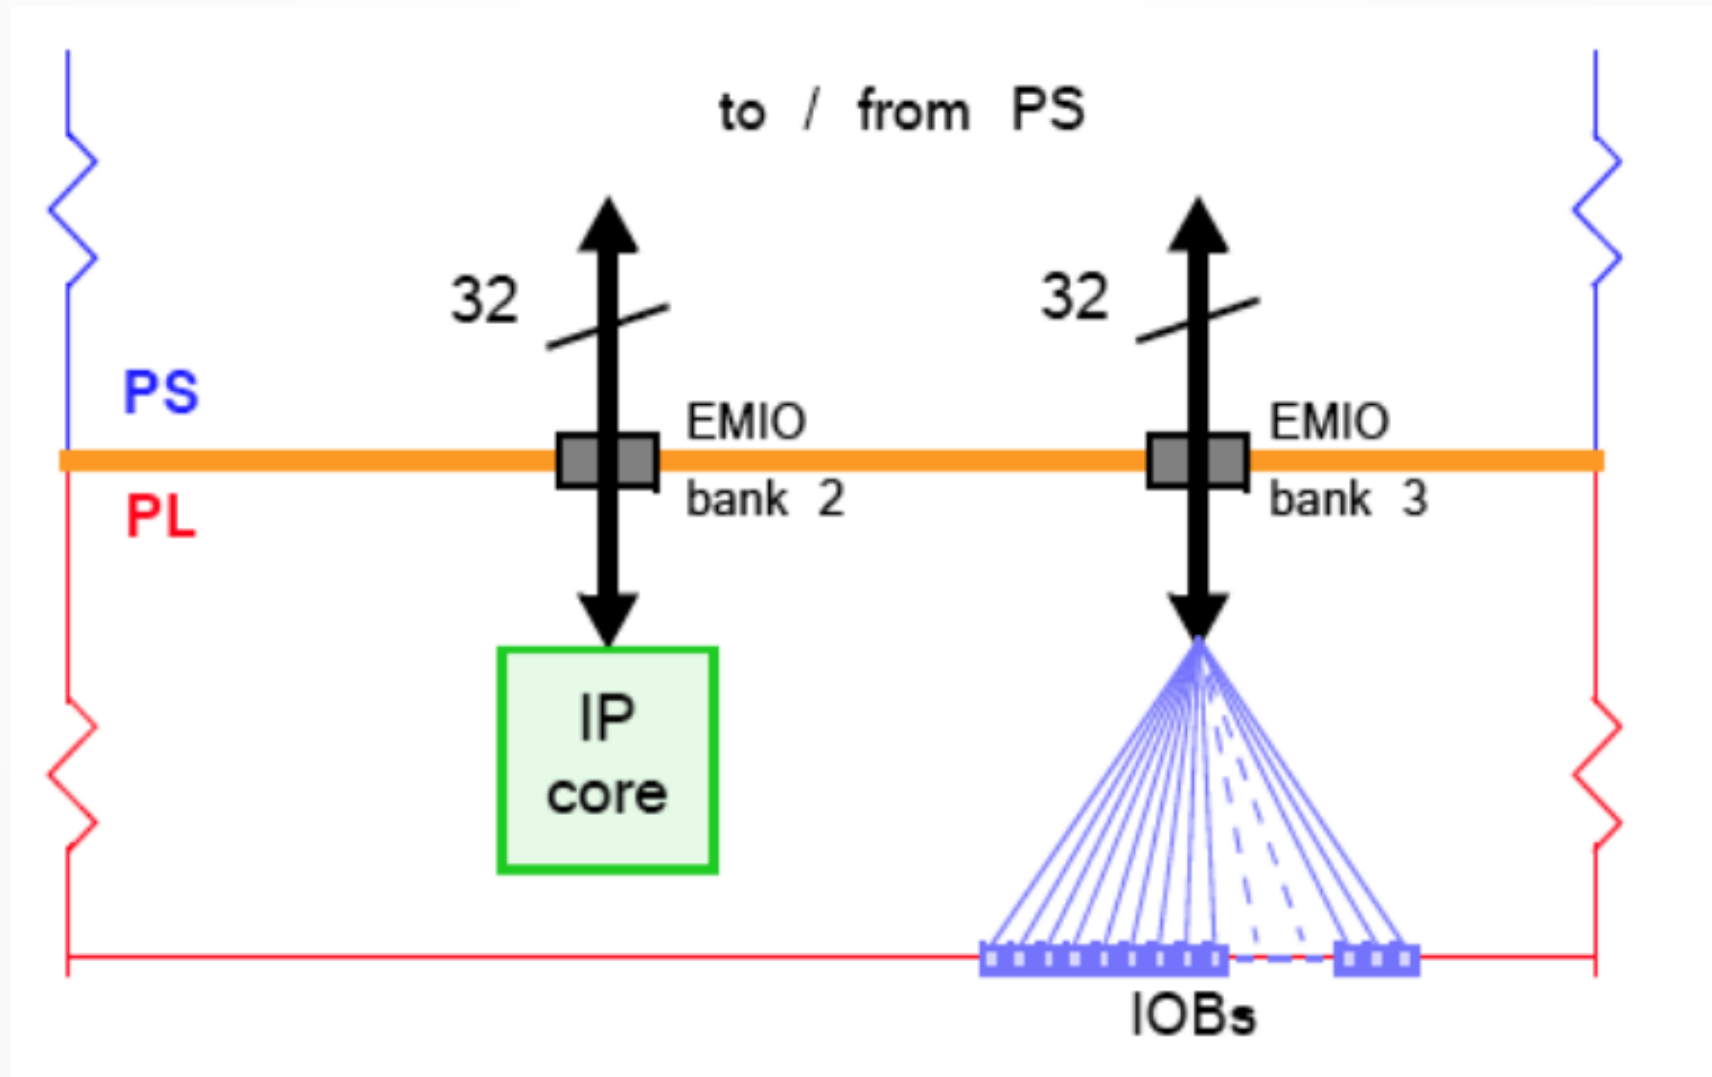 to / from PS
32
32
PS
EMIO
bank 2
EMIO
bank 3
PL
IP
core
IOBs